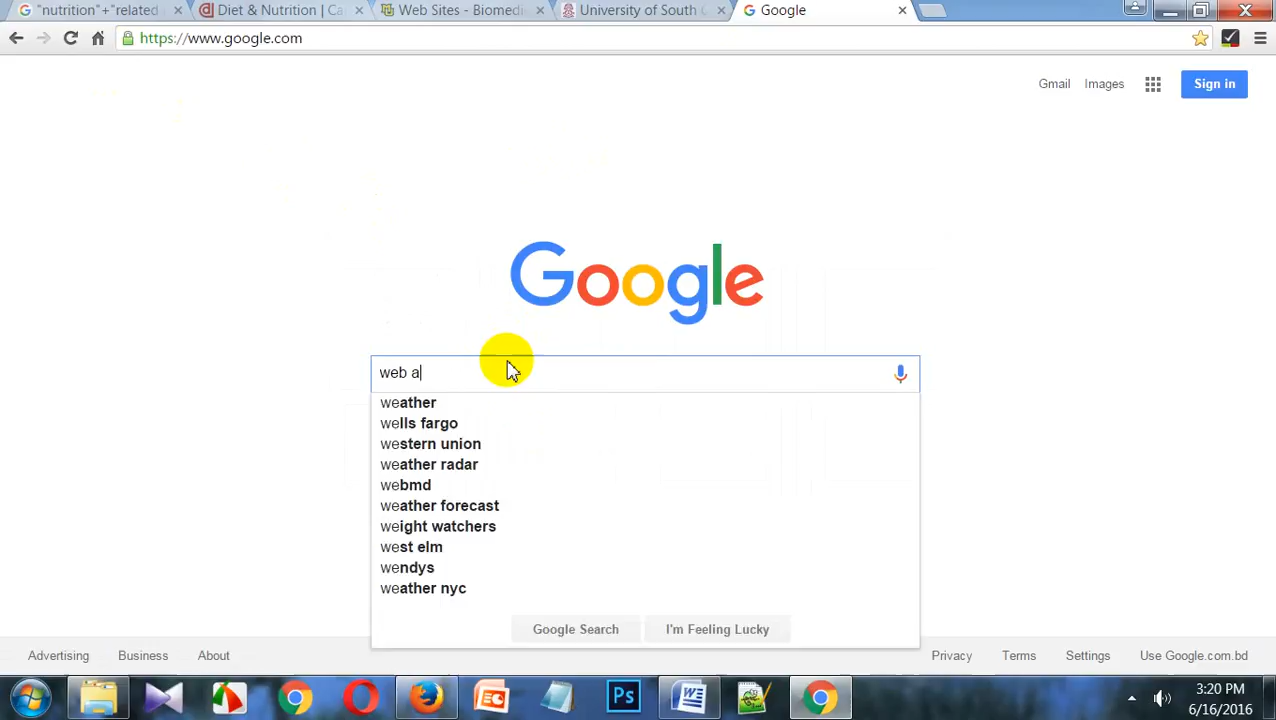 "nutrition"+"related
Diet & Nutrition | Ca
Web Sites - Biomedi
University of South C
Google
https://www.google.com
Gmail Images Sign in
Google
web a
weather
wells fargo
western union
weather radar
webmd
weather forecast
weight watchers
west elm
wendys
weather nyc
Google Search I'm Feeling Lucky
Advertising Business About Privacy Terms Settings Use Google.com.bd
3:20 PM
6/16/2016